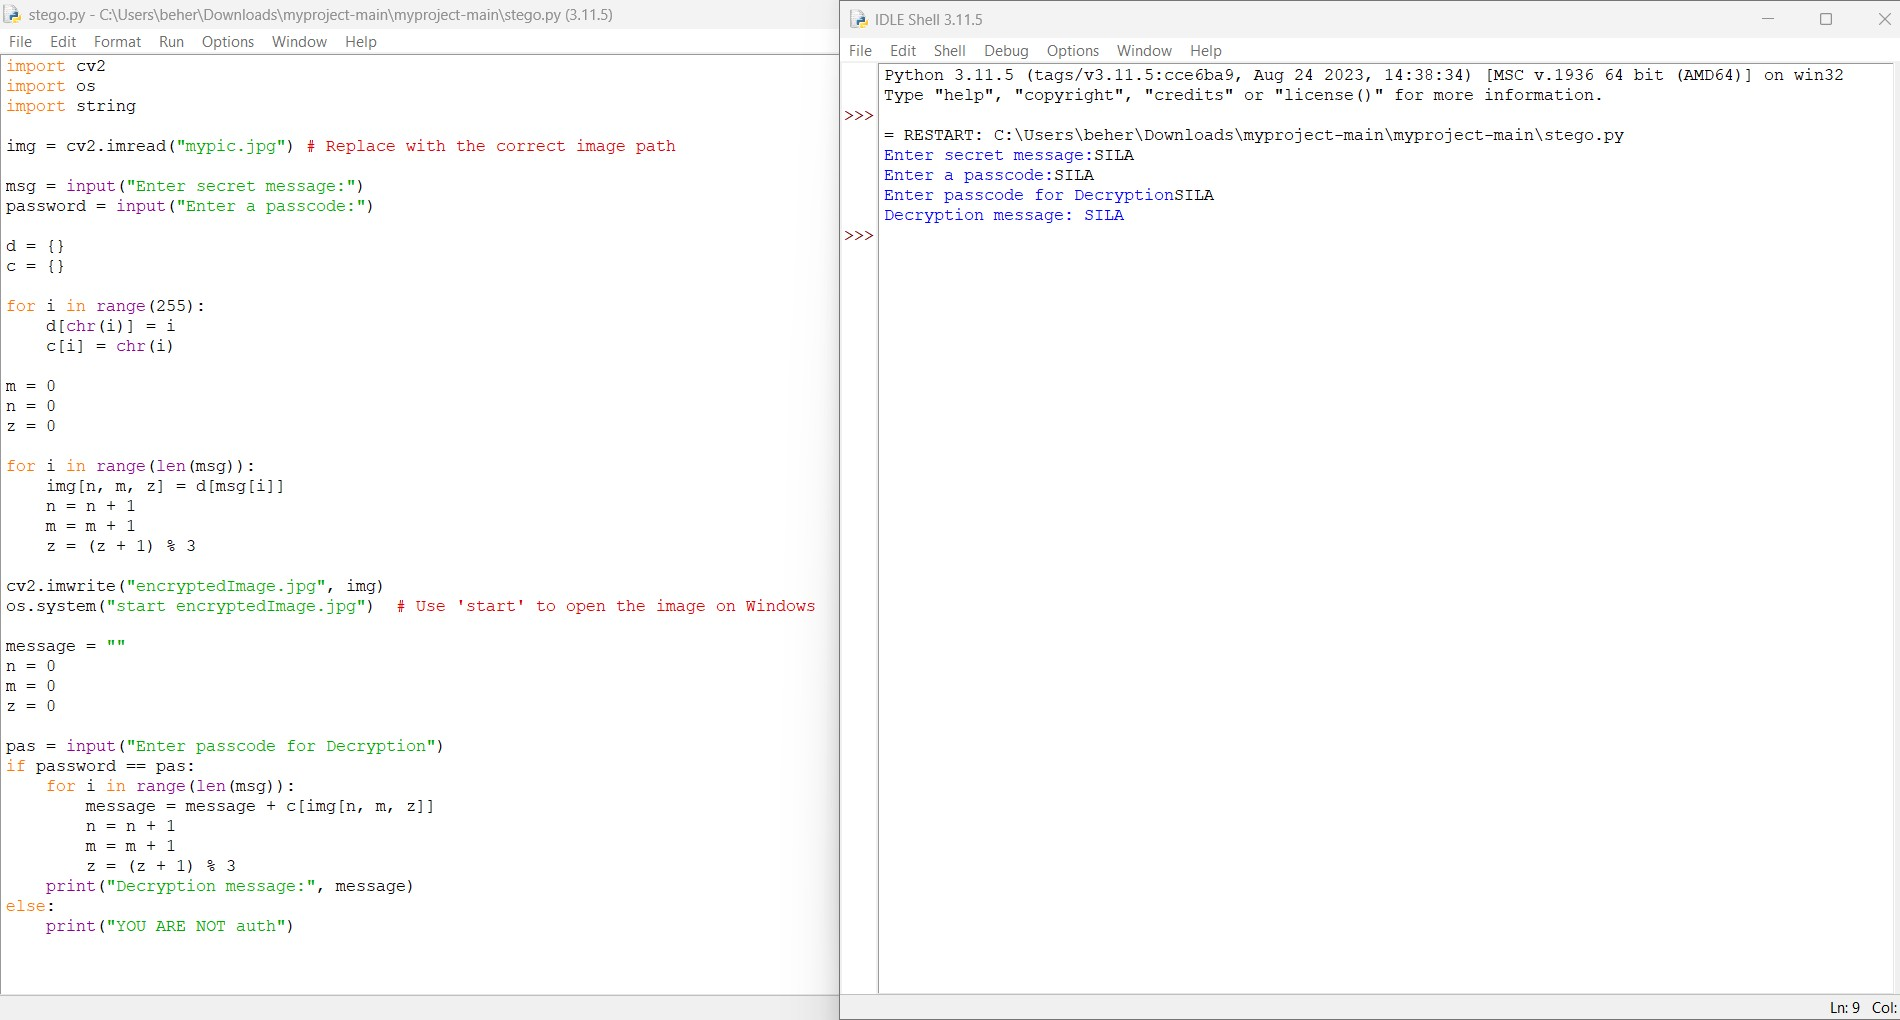 stego.py - C:\Users\beher\Downloads\myproject-main\myproject-main\stego.py (3.11.5)
File Edit Format Run Options Window Help
import cv2
import os
import string

img = cv2.imread("mypic.jpg") # Replace with the correct image path

msg = input("Enter secret message:")
password = input("Enter a passcode:")

d = {}
c = {}

for i in range(255):
    d[chr(i)] = i
    c[i] = chr(i)

m = 0
n = 0
z = 0

for i in range(len(msg)):
    img[n, m, z] = d[msg[i]]
    n = n + 1
    m = m + 1
    z = (z + 1) % 3

cv2.imwrite("encryptedImage.jpg", img)
os.system("start encryptedImage.jpg")  # Use 'start' to open the image on Windows

message = ""
n = 0
m = 0
z = 0

pas = input("Enter passcode for Decryption")
if password == pas:
    for i in range(len(msg)):
        message = message + c[img[n, m, z]]
        n = n + 1
        m = m + 1
        z = (z + 1) % 3
    print("Decryption message:", message)
else:
    print("YOU ARE NOT auth")
IDLE Shell 3.11.5
File Edit Shell Debug Options Window Help
Python 3.11.5 (tags/v3.11.5:cce6ba9, Aug 24 2023, 14:38:34) [MSC v.1936 64 bit (AMD64)] on win32
Type "help", "copyright", "credits" or "license()" for more information.
>>>
= RESTART: C:\Users\beher\Downloads\myproject-main\myproject-main\stego.py
Enter secret message:SILA
Enter a passcode:SILA
Enter passcode for DecryptionSILA
Decryption message: SILA
>>>
Ln: 9 Col: